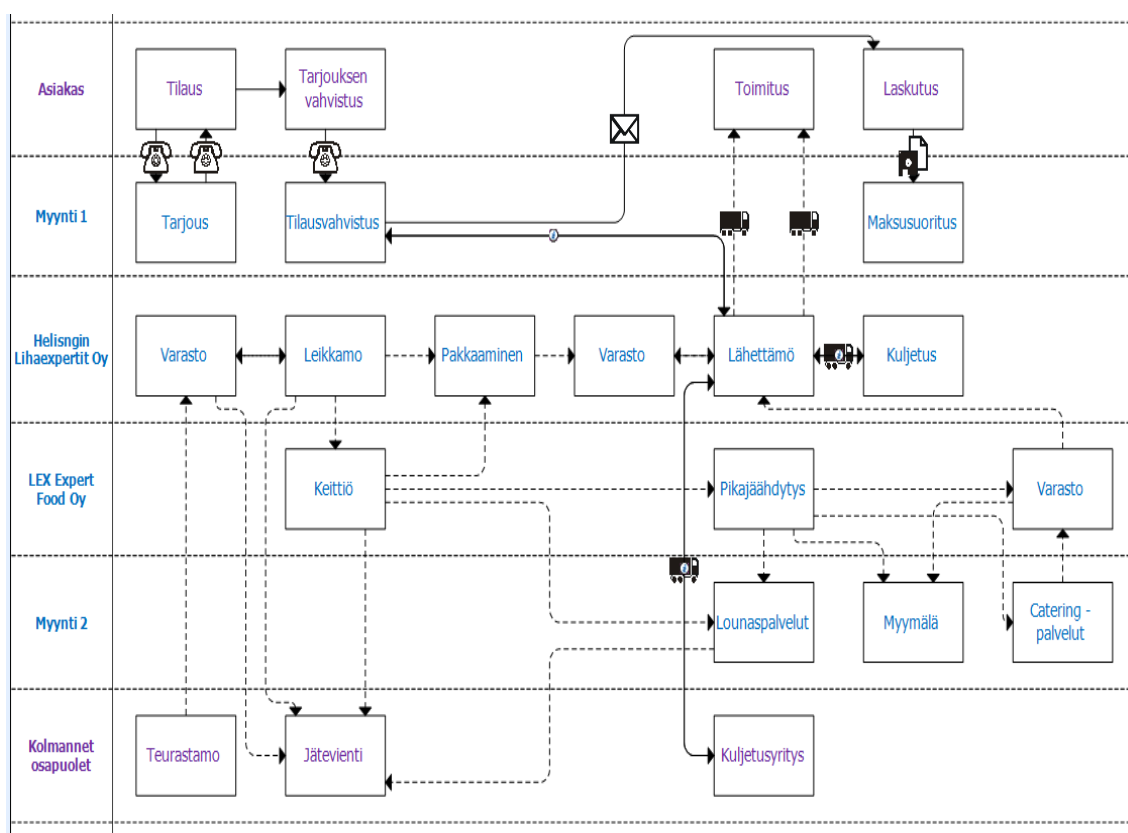 Asiakas
Tilaus
Tarjouksen
vahvistus
Toimitus
Laskutus
Myynti 1
Tarjous
Tilausvahvistus
Maksusuoritus
Helisngin
Lihaexpertit Oy
Varasto
Leikkamo
Pakkaaminen
Varasto
Lähettämö
Kuljetus
LEX Expert
Food Oy
Keittiö
Pikajäähdytys
Varasto
Myynti 2
Lounaspalvelut
Myymälä
Catering -
palvelut
Kolmannet
osapuolet
Teurastamo
Jätevienti
Kuljetusyritys